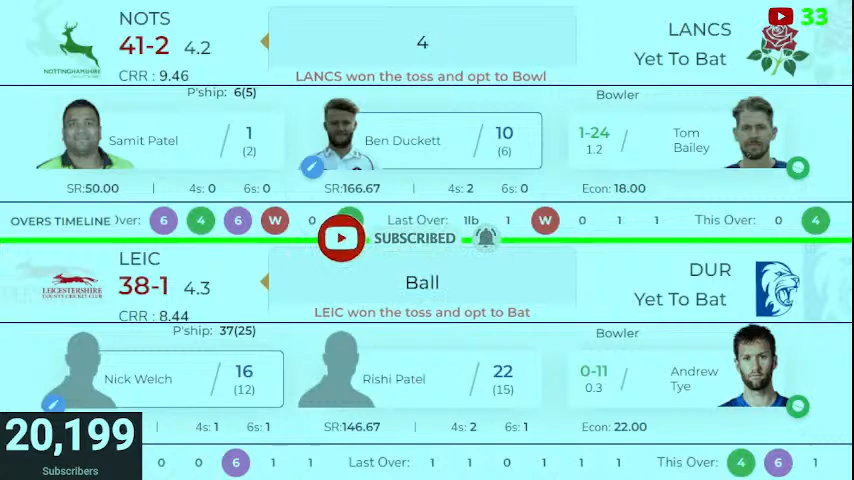 NOTS
41-2 4.2
CRR : 9.46
4
LANCS won the toss and opt to Bowl
LANCS
Yet To Bat
33
NOTTINGHAMSHIRE
P'ship: 6(5)
Samit Patel
1
(2)
Ben Duckett
10
(6)
Bowler
1-24
1.2
Tom
Bailey
SR:50.00 | 4s: 0 6s: 0
SR:166.67 | 4s: 2 6s: 0
Econ: 18.00
OVERS TIMELINE Over: 6 4 6 W 0 Last Over: 1lb 1 W 0 1 1 This Over: 0 4
SUBSCRIBED
LEIC
38-1 4.3
CRR : 8.44
Ball
LEIC won the toss and opt to Bat
DUR
Yet To Bat
LEICESTERSHIRE
COUNTY CRICKET CLUB
P'ship: 37(25)
Nick Welch
16
(12)
Rishi Patel
22
(15)
Bowler
0-11
0.3
Andrew
Tye
4s: 1 6s: 1
SR:146.67 | 4s: 2 6s: 1
Econ: 22.00
20,199
Subscribers
0 0 6 1 1 Last Over: 1 1 0 1 1 1 This Over: 4 6 1